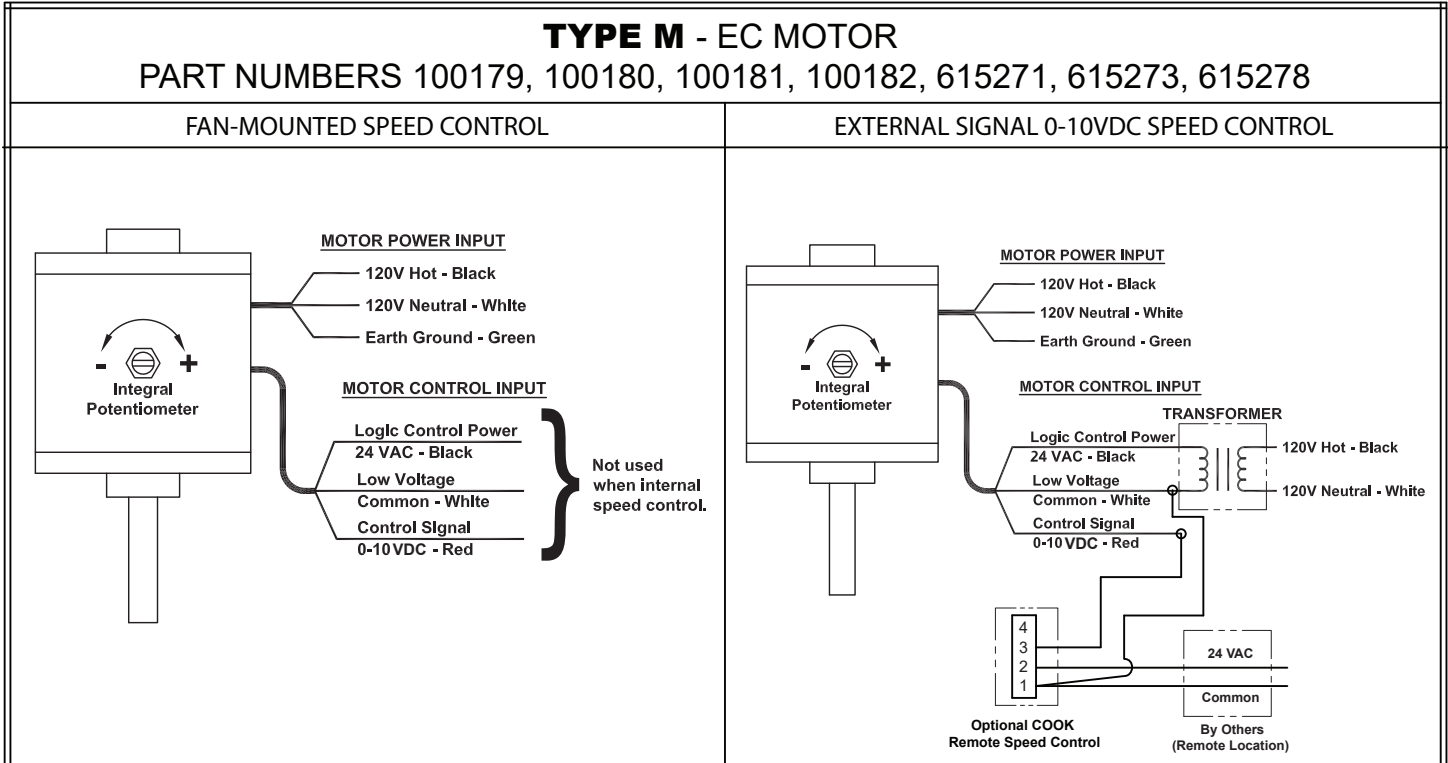 TYPE M - EC MOTOR
PART NUMBERS 100179, 100180, 100181, 100182, 615271, 615273, 615278
FAN-MOUNTED SPEED CONTROL
MOTOR POWER INPUT
120V Hot - Black
120V Neutral - White
Earth Ground - Green
- +
Integral
Potentiometer
MOTOR CONTROL INPUT
Logic Control Power
24 VAC - Black
Low Voltage
Common - White
Control Signal
0-10 VDC - Red
Not used
when internal
speed control.
EXTERNAL SIGNAL 0-10VDC SPEED CONTROL
MOTOR POWER INPUT
120V Hot - Black
120V Neutral - White
Earth Ground - Green
- +
Integral
Potentiometer
MOTOR CONTROL INPUT
TRANSFORMER
Logic Control Power
24 VAC - Black
Low Voltage
Common - White
Control Signal
0-10 VDC - Red
120V Hot - Black
120V Neutral - White
4
3
2
1
Optional COOK
Remote Speed Control
24 VAC
Common
By Others
(Remote Location)